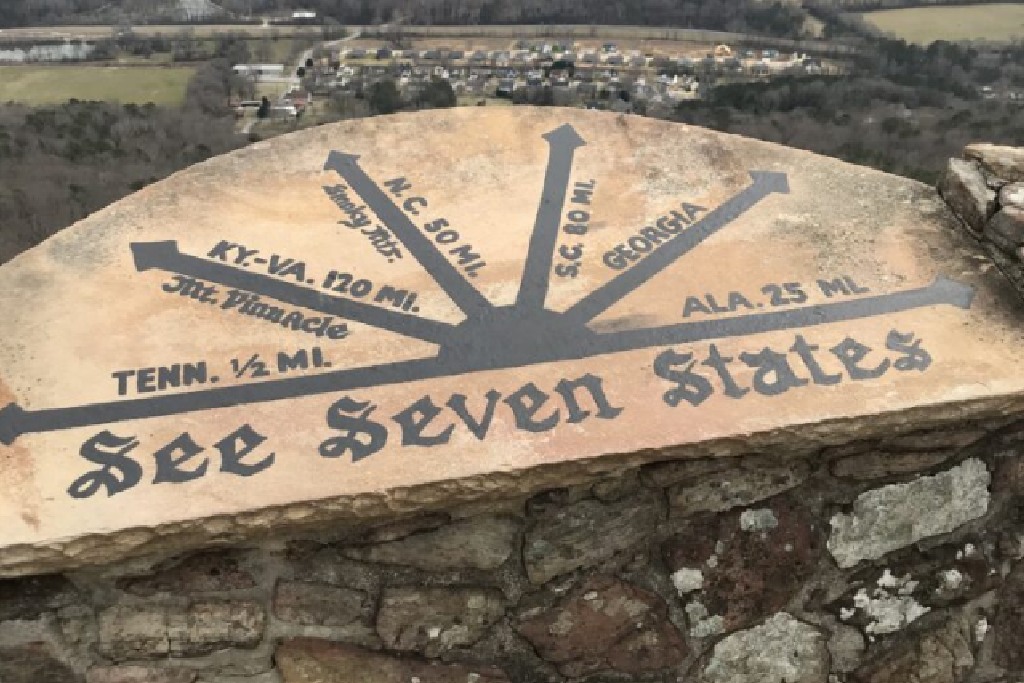 TENN. ½ MI.
KY.-VA. 120 MI.
Mt. Pinnacle
N.C. 50 MI.
Smoky Mts.
S.C. 80 MI.
GEORGIA
ALA. 25 MI.
See Seven States